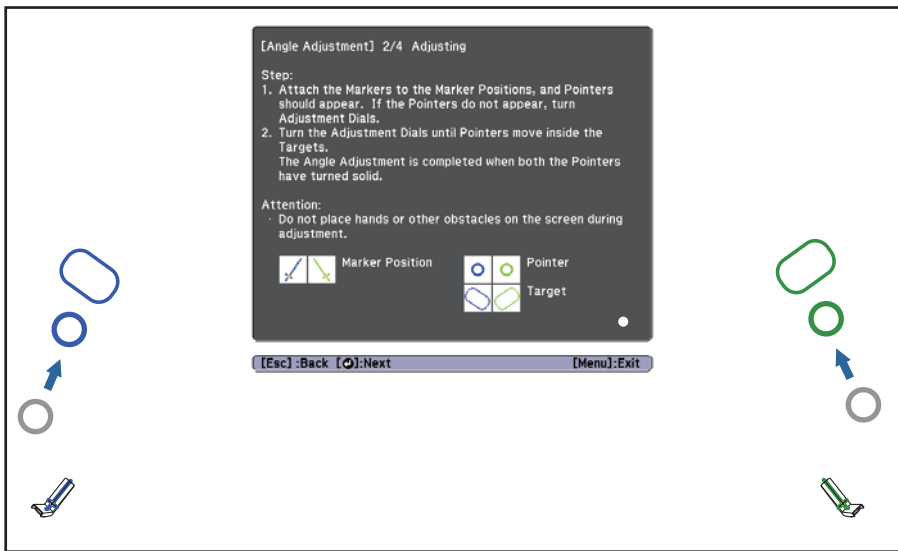 [Angle Adjustment] 2/4 Adjusting
Step:
1. Attach the Markers to the Marker Positions, and Pointers
should appear. If the Pointers do not appear, turn
Adjustment Dials.
2. Turn the Adjustment Dials until Pointers move inside the
Targets.
The Angle Adjustment is completed when both the Pointers
have turned solid.
Attention:
· Do not place hands or other obstacles on the screen during
adjustment.
Marker Position
Pointer
Target
[Esc] :Back [⏎]:Next [Menu]:Exit